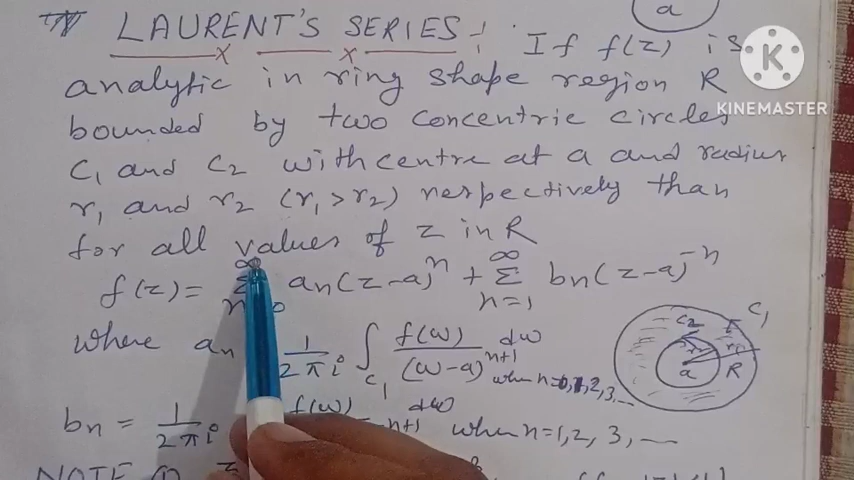 a
LAURENT'S SERIES :- If f(z) is
K
KINEMASTER
analytic in ring shape region R
bounded by two concentric circles
C₁ and C₂ with centre at a and radius
r₁ and r₂ (r₁ > r₂) respectively than
for all values of z in R
f(z) = Σ ∞ aₙ(z-a)ⁿ + Σ ∞ n=1 bₙ(z-a)⁻ⁿ
where aₙ 1/2πi ∫ C₁ f(w)/(w-a)ⁿ⁺¹ dw when n=0,1,2,3,...
C₁ C₂ r₁ a R
bₙ = 1/2πi f(w) n+1 dw when n=1,2,3,...
NOTE ①